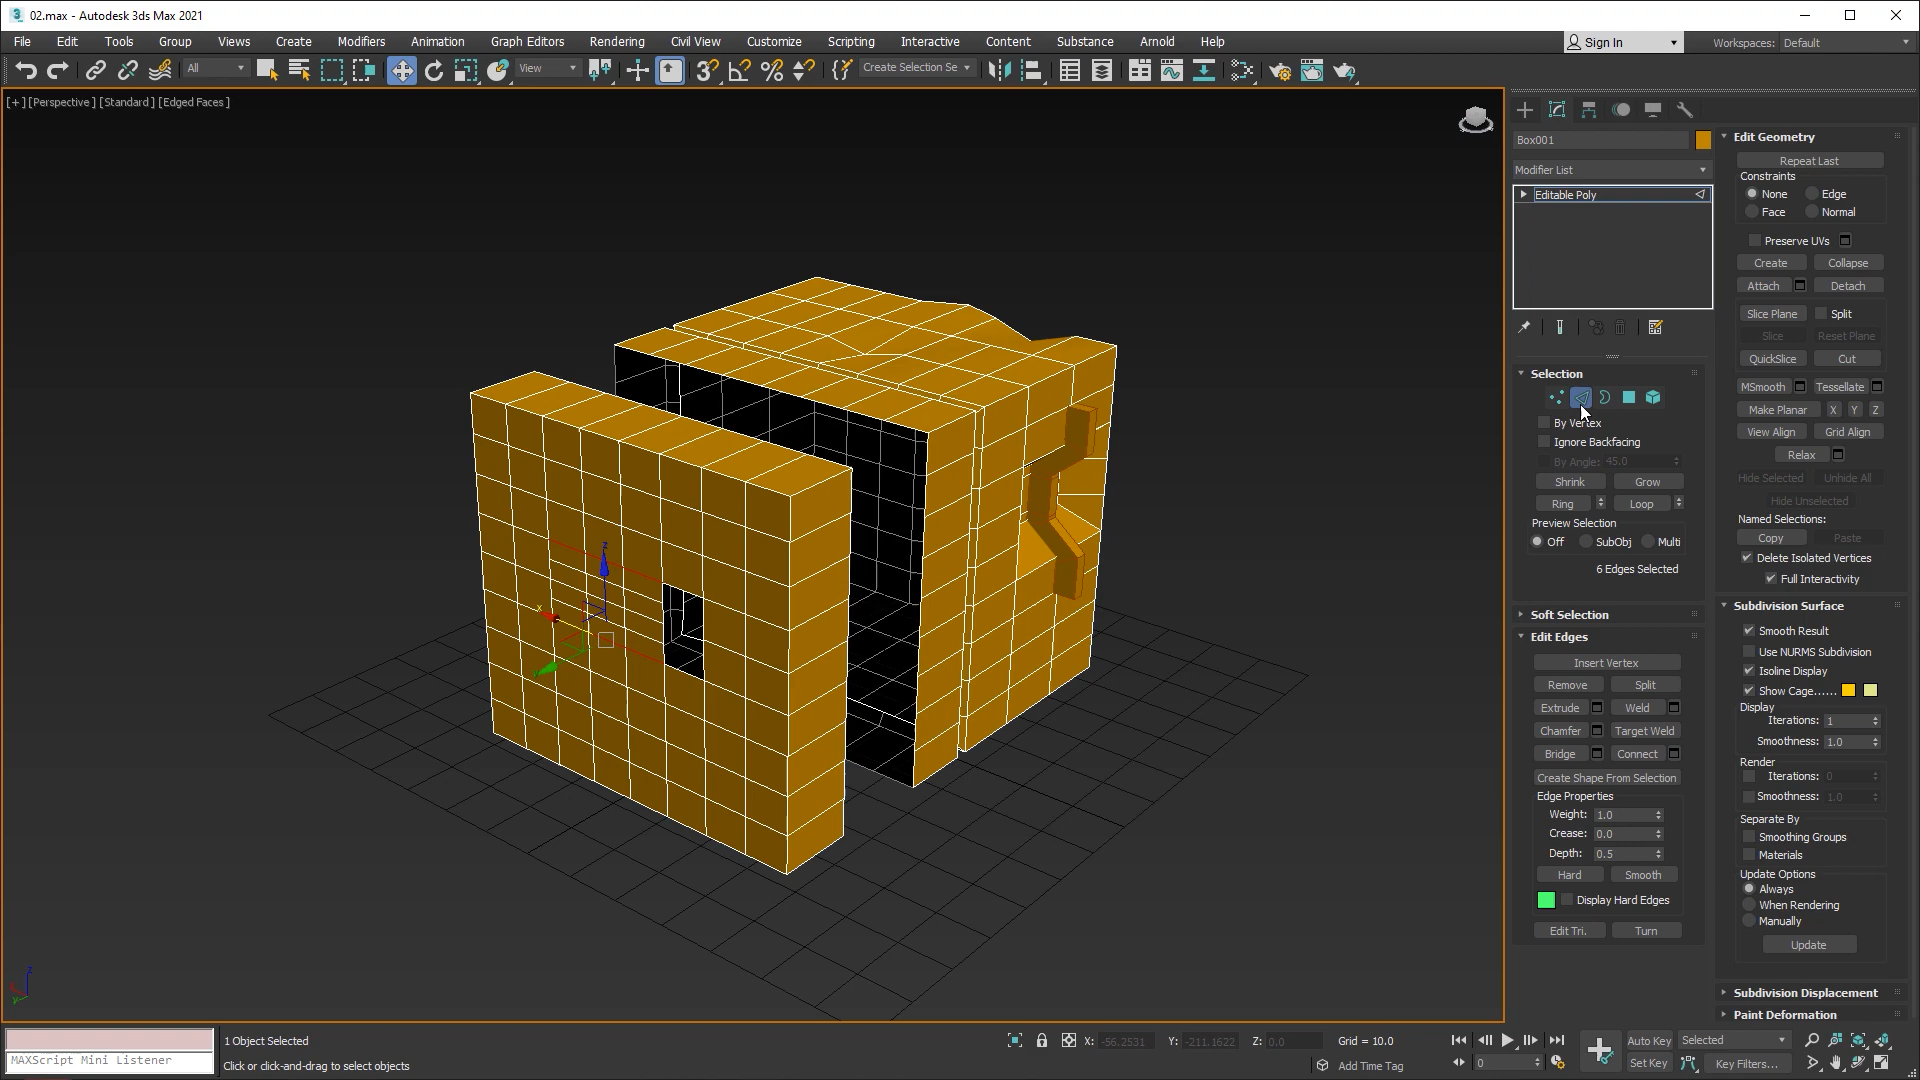 02.max - Autodesk 3ds Max 2021
File Edit Tools Group Views Create Modifiers Animation Graph Editors Rendering Civil View Customize Scripting Interactive Content Substance Arnold Help
Sign In
Workspaces: Default
All
View
Create Selection Se
[+] [Perspective] [Standard] [Edged Faces]
Box001
Modifier List
Editable Poly
Selection
By Vertex
Ignore Backfacing
By Angle: 45.0
Shrink Grow
Ring Loop
Preview Selection
Off SubObj Multi
6 Edges Selected
Soft Selection
Edit Edges
Insert Vertex
Remove Split
Extrude Weld
Chamfer Target Weld
Bridge Connect
Create Shape From Selection
Edge Properties
Weight: 1.0
Crease: 0.0
Depth: 0.5
Hard Smooth
Display Hard Edges
Edit Tri. Turn
Edit Geometry
Repeat Last
Constraints
None Edge
Face Normal
Preserve UVs
Create Collapse
Attach Detach
Slice Plane Split
Slice Reset Plane
QuickSlice Cut
MSmooth Tessellate
Make Planar X Y Z
View Align Grid Align
Relax
Hide Selected Unhide All
Hide Unselected
Named Selections:
Copy Paste
Delete Isolated Vertices
Full Interactivity
Subdivision Surface
Smooth Result
Use NURMS Subdivision
Isoline Display
Show Cage......
Display
Iterations: 1
Smoothness: 1.0
Render
Iterations: 0
Smoothness: 1.0
Separate By
Smoothing Groups
Materials
Update Options
Always
When Rendering
Manually
Update
Subdivision Displacement
Paint Deformation
z
x
z
y
MAXScript Mini Listener
1 Object Selected
Click or click-and-drag to select objects
X: -56.2531 Y: -211.1622 Z: 0.0
Grid = 10.0
Add Time Tag
0
Auto Key Selected
Set Key Key Filters...